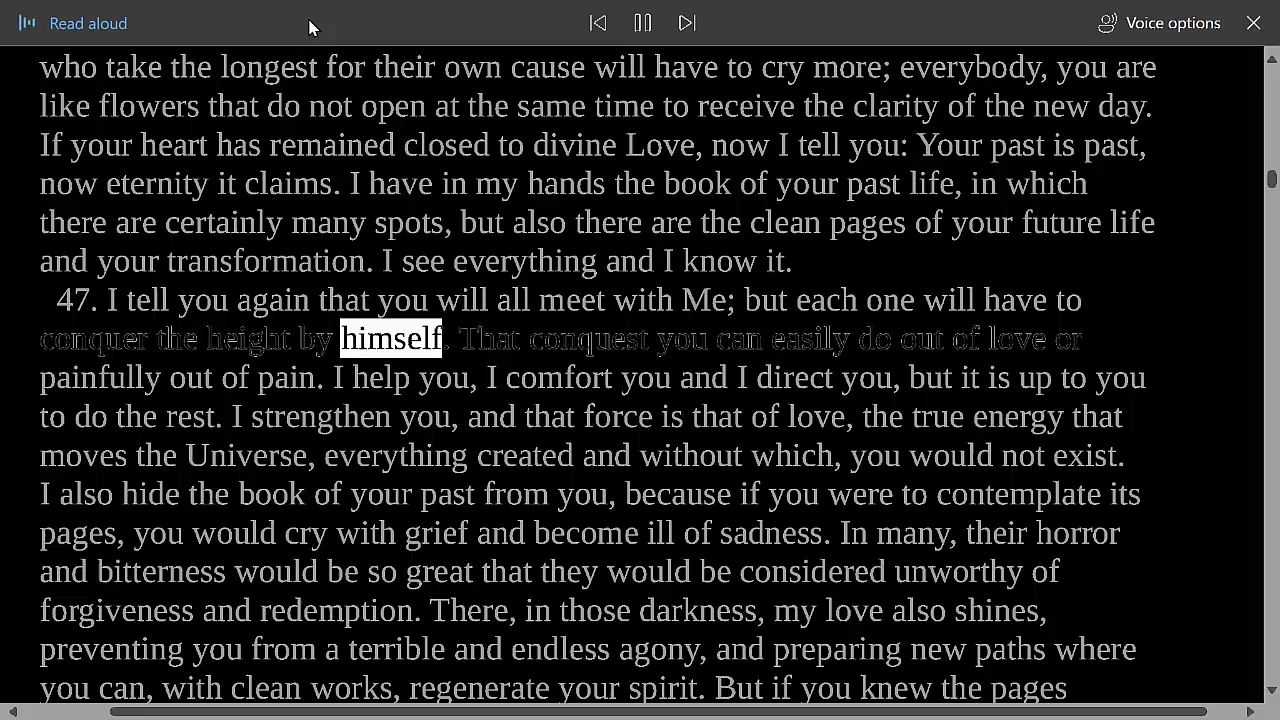 Read aloud
Voice options
who take the longest for their own cause will have to cry more; everybody, you are
like flowers that do not open at the same time to receive the clarity of the new day.
If your heart has remained closed to divine Love, now I tell you: Your past is past,
now eternity it claims. I have in my hands the book of your past life, in which
there are certainly many spots, but also there are the clean pages of your future life
and your transformation. I see everything and I know it.
47. I tell you again that you will all meet with Me; but each one will have to
conquer the height by himself. That conquest you can easily do out of love or
painfully out of pain. I help you, I comfort you and I direct you, but it is up to you
to do the rest. I strengthen you, and that force is that of love, the true energy that
moves the Universe, everything created and without which, you would not exist.
I also hide the book of your past from you, because if you were to contemplate its
pages, you would cry with grief and become ill of sadness. In many, their horror
and bitterness would be so great that they would be considered unworthy of
forgiveness and redemption. There, in those darkness, my love also shines,
preventing you from a terrible and endless agony, and preparing new paths where
you can, with clean works, regenerate your spirit. But if you knew the pages